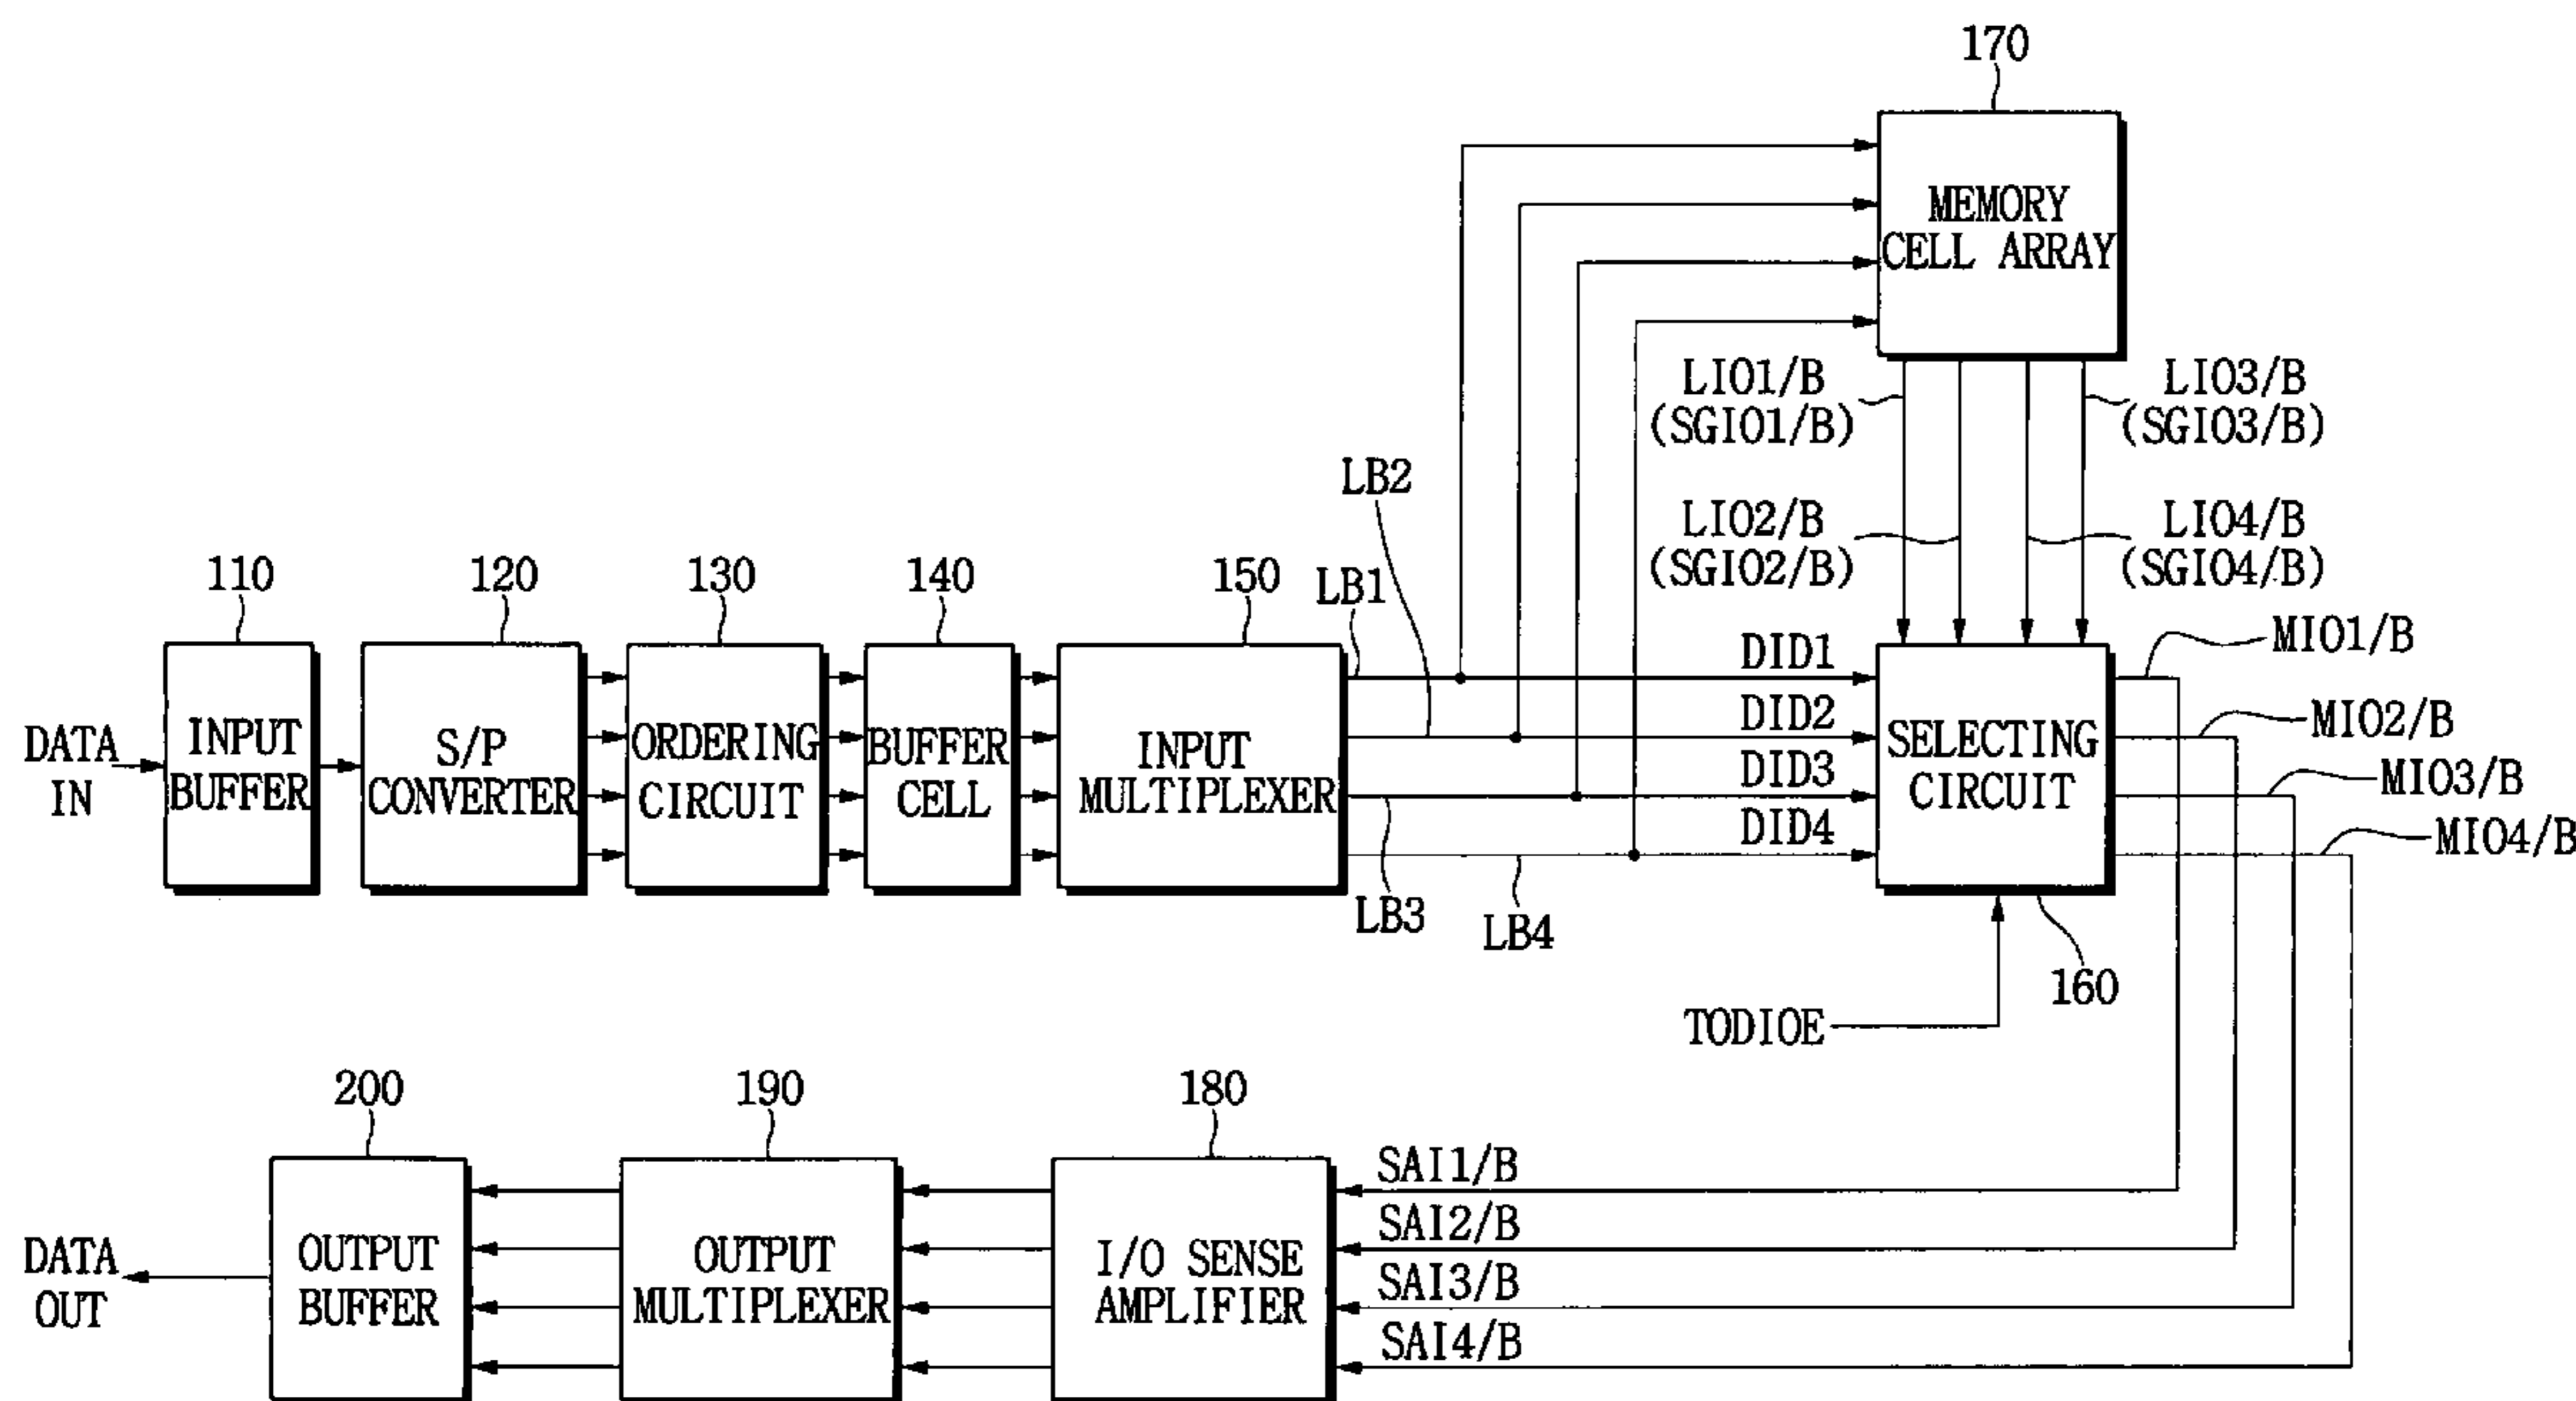 170
MEMORY
CELL ARRAY
LIO1/B
(SGIO1/B)
LIO3/B
(SGIO3/B)
LB2
LIO2/B
(SGIO2/B)
LIO4/B
(SGIO4/B)
110
120
130
140
150
LB1
DATA
IN
INPUT
BUFFER
S/P
CONVERTER
ORDERING
CIRCUIT
BUFFER
CELL
INPUT
MULTIPLEXER
DID1
DID2
DID3
DID4
SELECTING
CIRCUIT
MIO1/B
MIO2/B
MIO3/B
MIO4/B
LB3
LB4
160
TODIOE
200
190
180
DATA
OUT
OUTPUT
BUFFER
OUTPUT
MULTIPLEXER
I/O SENSE
AMPLIFIER
SAI1/B
SAI2/B
SAI3/B
SAI4/B